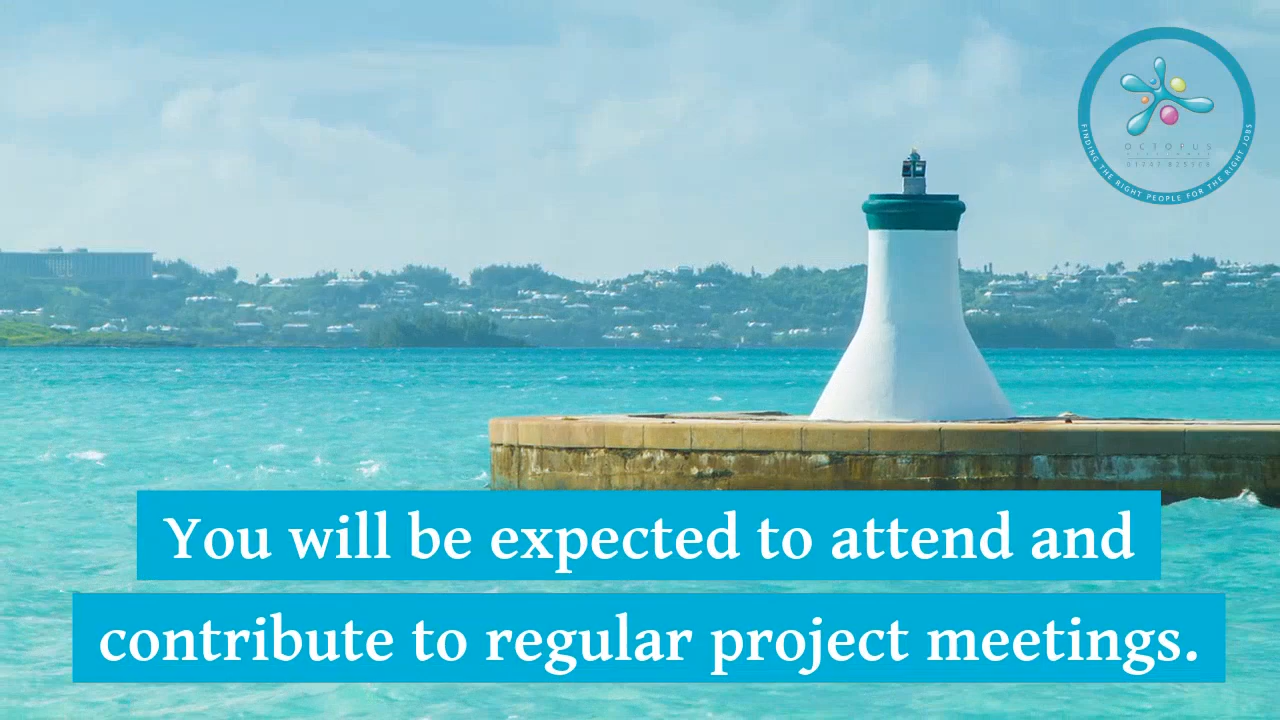 OCTOPUS
FINDING THE RIGHT PEOPLE FOR THE RIGHT JOBS
You will be expected to attend and
contribute to regular project meetings.